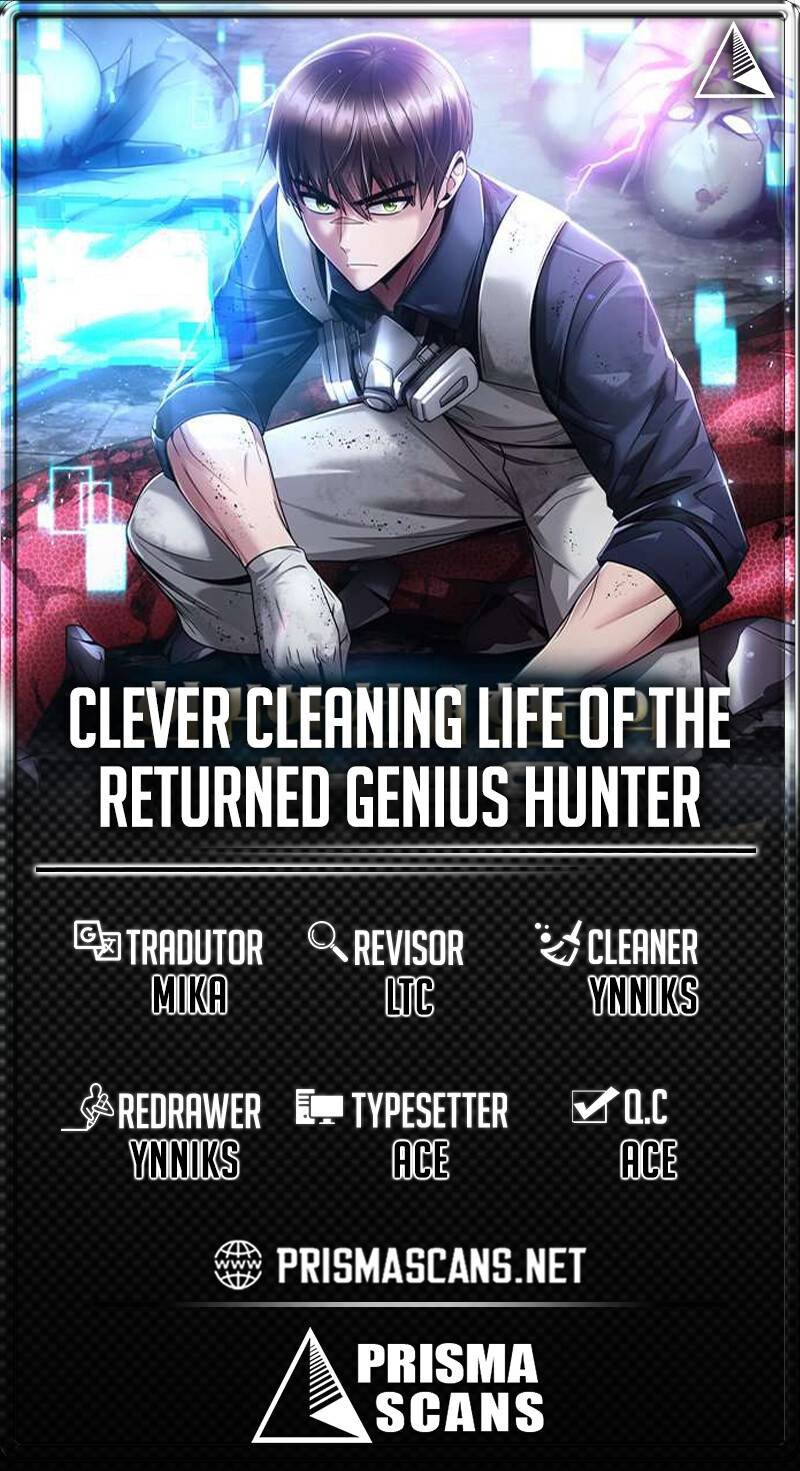 CLEVER CLEANING LIFE OF THE
RETURNED GENIUS HUNTER
TRADUTOR
MIKA
REVISOR
LTC
CLEANER
YNNIKS
REDRAWER
YNNIKS
TYPESETTER
ACE
Q.C
ACE
WWW PRISMASCANS.NET
PRISMA
SCANS